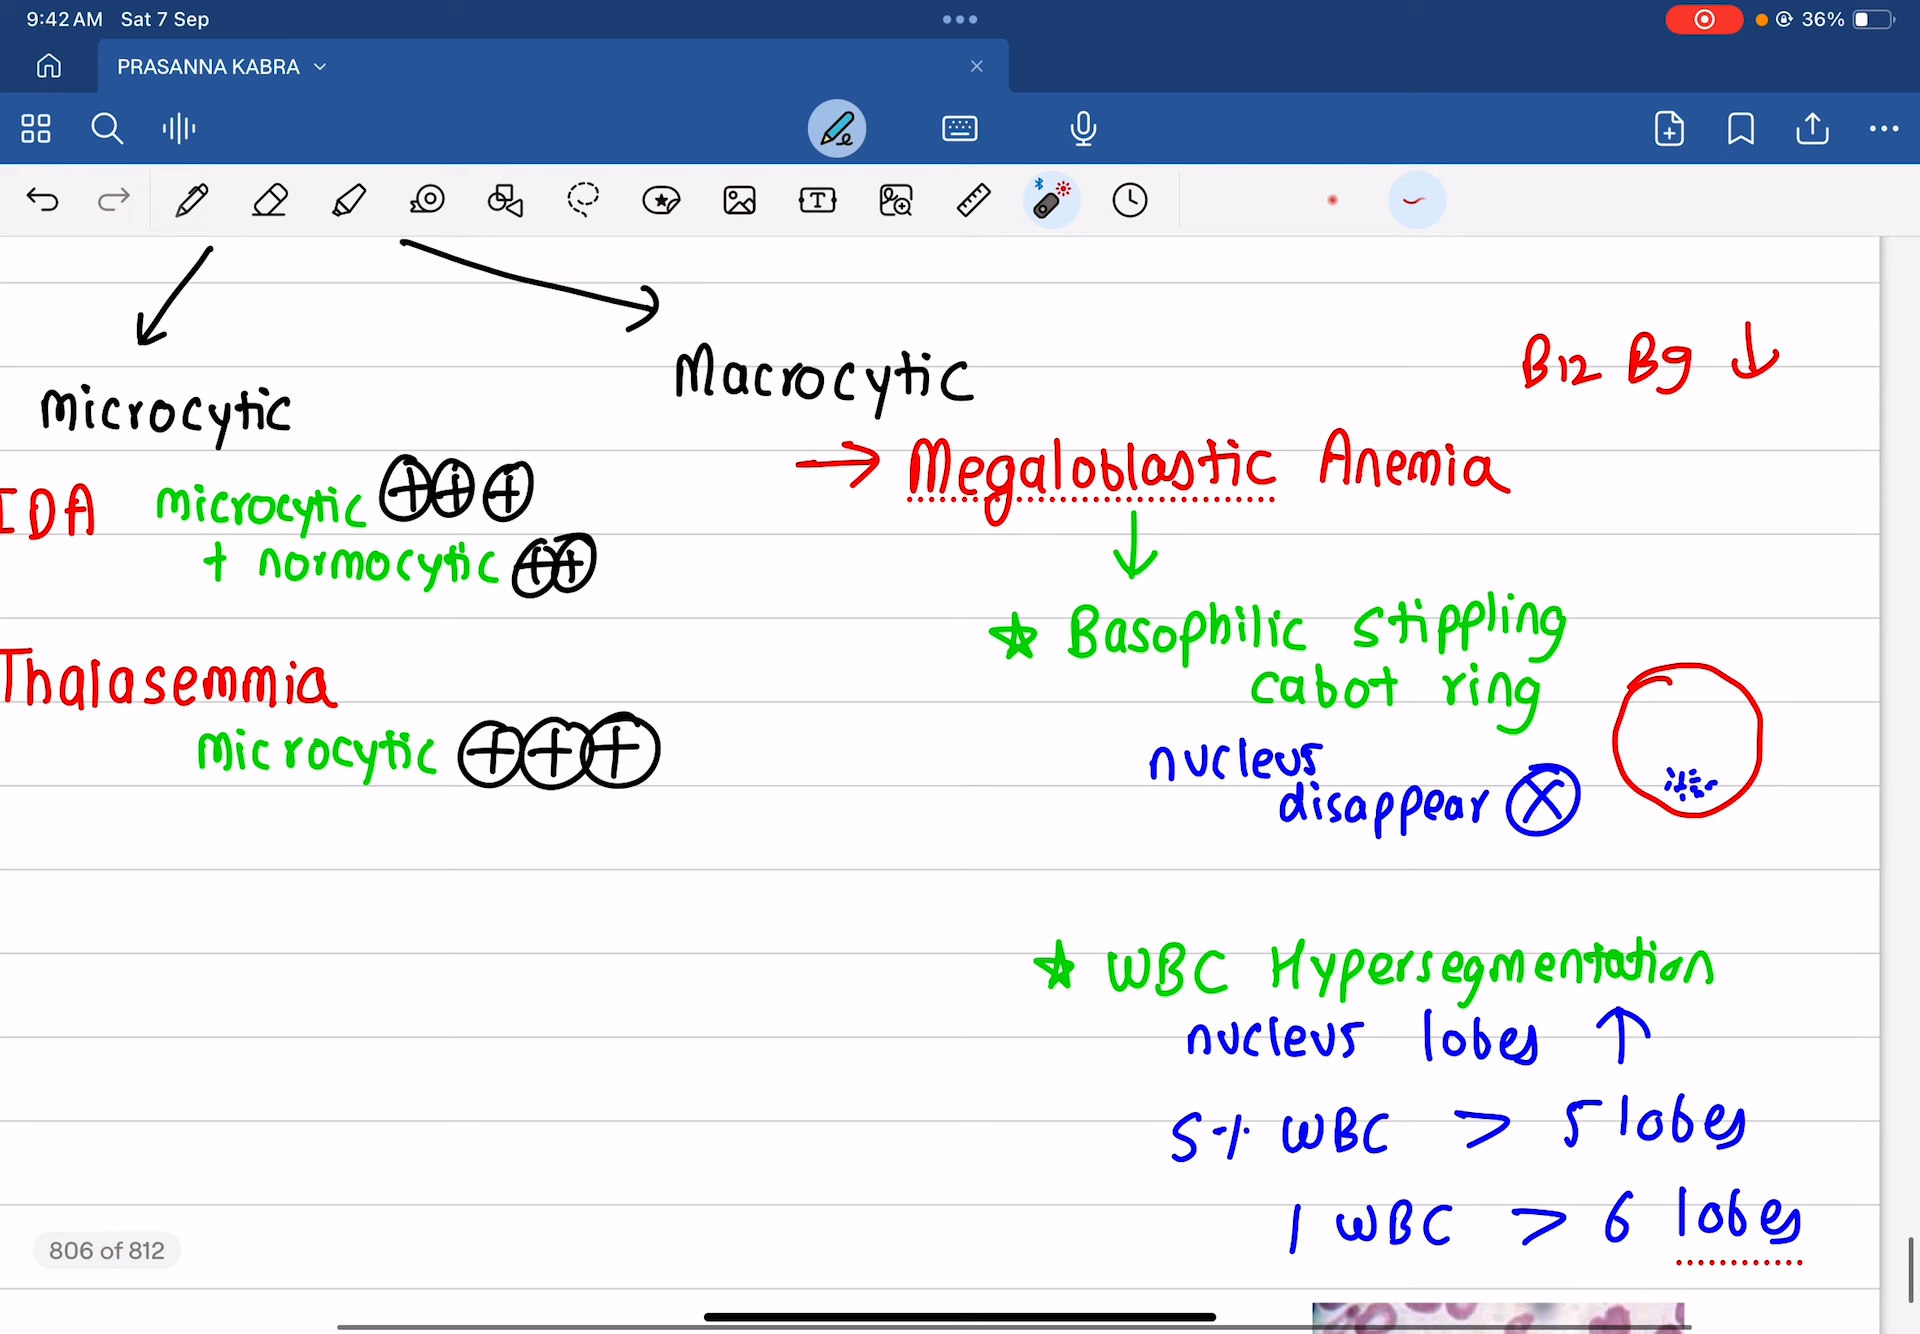 9:42 AM Sat 7 Sep
36%
PRASANNA KABRA
Microcytic
Macrocytic
B12 B9 ↓
IDA microcytic +++
+ normocytic ++
→ Megaloblastic Anemia
↓
Thalasemmia
microcytic +++
★ Basophilic stippling
cabot ring
nucleus
disappear X
★ WBC Hypersegmentation
nucleus lobes ↑
5% WBC > 5 lobes
1 WBC > 6 lobes
806 of 812